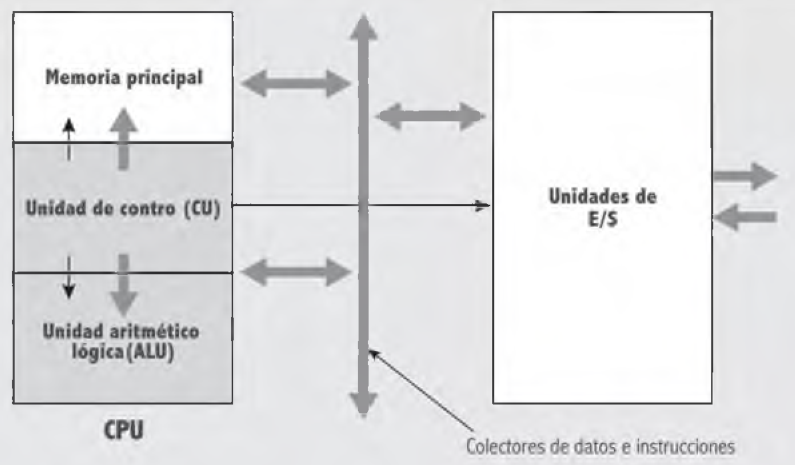 Memoria principal
Unidad de contro (CU)
Unidad aritmético
lógica(ALU)
CPU
Unidades de
E/S
Colectores de datos e instrucciones